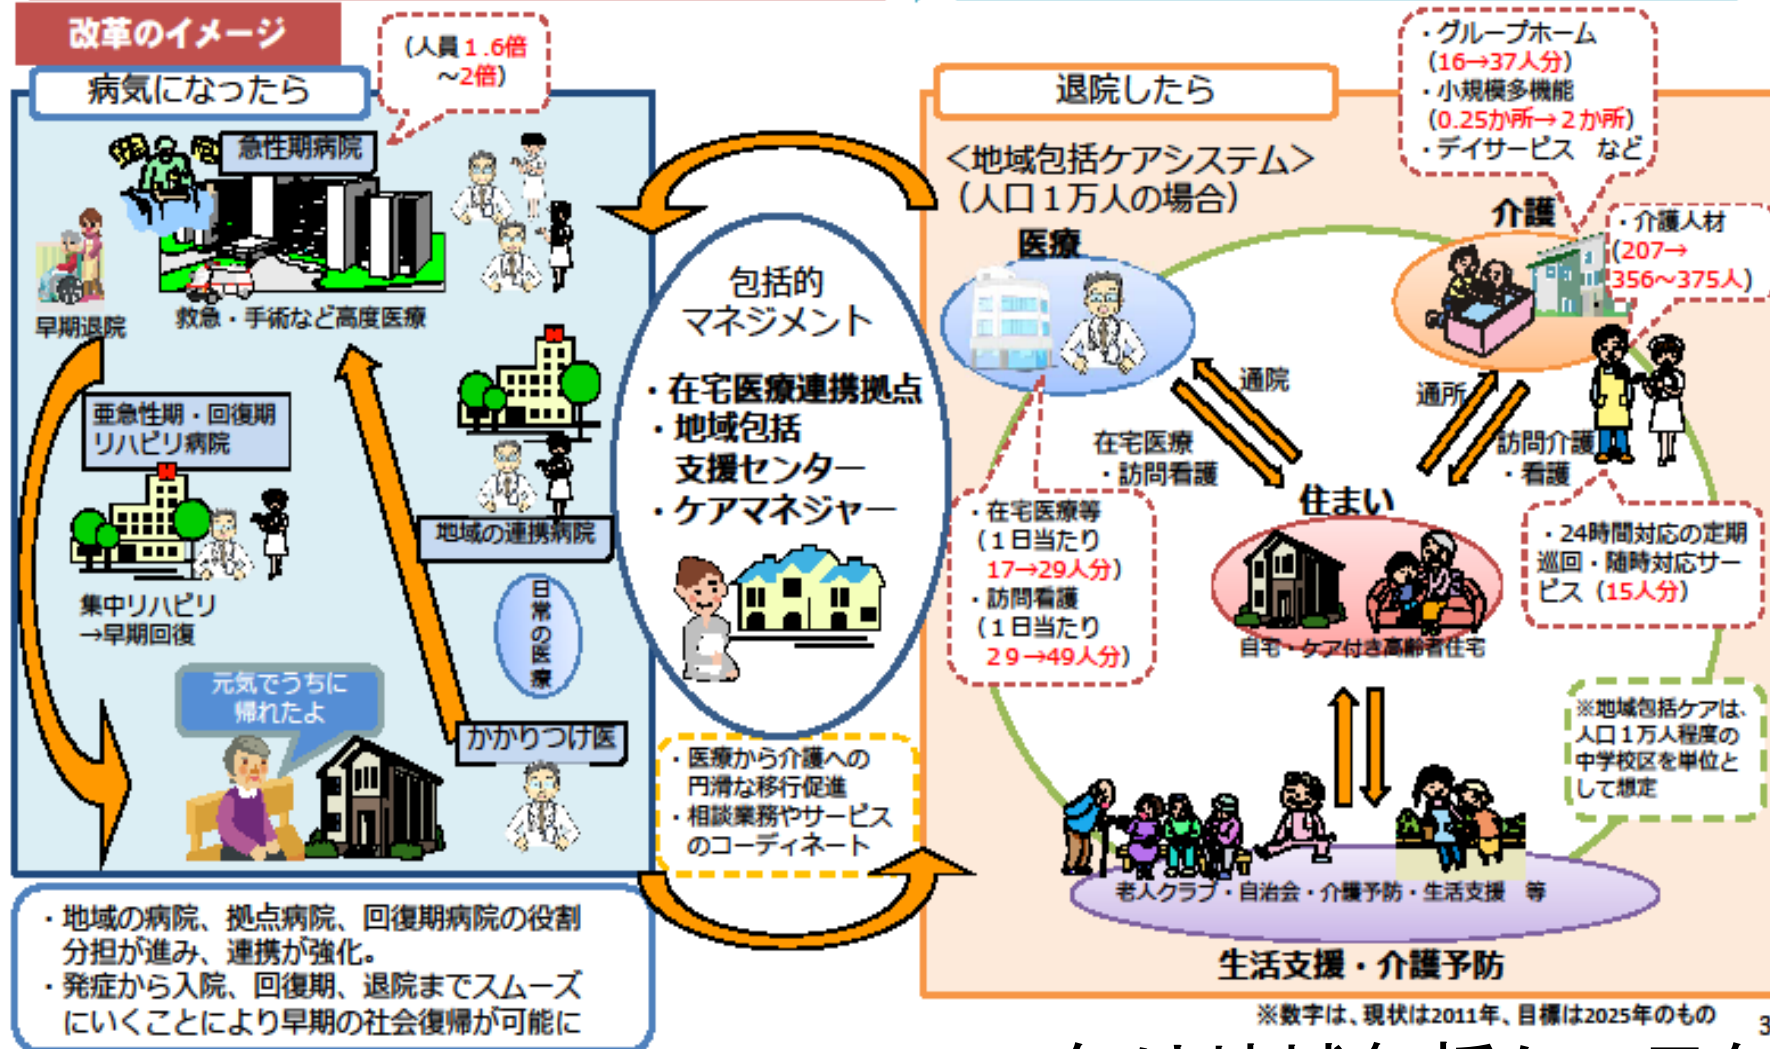 改革のイメージ
病気になったら
(人員1.6倍
～2倍)
急性期病院
早期退院
救急・手術など高度医療
亜急性期・回復期
リハビリ病院
集中リハビリ
→早期回復
地域の連携病院
日常の医療
元気でうちに
帰れたよ
かかりつけ医
・地域の病院、拠点病院、回復期病院の役割
分担が進み、連携が強化。
・発症から入院、回復期、退院までスムーズ
にいくことにより早期の社会復帰が可能に
包括的
マネジメント
・在宅医療連携拠点
・地域包括
支援センター
・ケアマネジャー
・医療から介護への
円滑な移行促進
・相談業務やサービス
のコーディネート
退院したら
＜地域包括ケアシステム＞
(人口１万人の場合)
・グループホーム
(16→37人分)
・小規模多機能
(0.25か所→２か所)
・デイサービス など
介護
・介護人材
(207→
356～375人)
医療
通院
在宅医療
・訪問看護
通所
訪問介護
・看護
・在宅医療等
(１日当たり
17→29人分)
・訪問看護
(１日当たり
２９→49人分)
住まい
自宅・ケア付き高齢者住宅
・24時間対応の定期
巡回・随時対応サー
ビス (15人分)
※地域包括ケアは、
人口１万人程度の
中学校区を単位と
して想定
老人クラブ・自治会・介護予防・生活支援 等
生活支援・介護予防
※数字は、現状は2011年、目標は2025年のもの
3